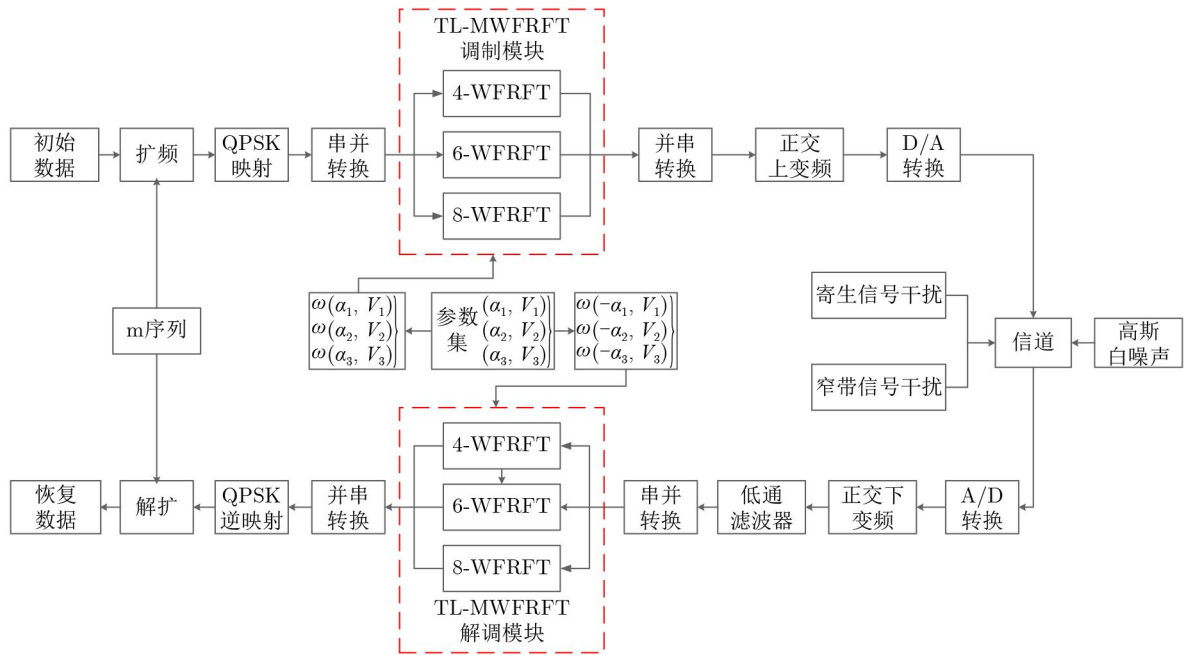 TL-MWFRFT
调制模块
4-WFRFT
6-WFRFT
8-WFRFT
初始
数据
扩频
QPSK
映射
串并
转换
并串
转换
正交
上变频
D/A
转换
m序列
ω(α₁, V₁)
ω(α₂, V₂)
ω(α₃, V₃)
参数
集
(α₁, V₁)
(α₂, V₂)
(α₃, V₃)
ω(−α₁, V₁)
ω(−α₂, V₂)
ω(−α₃, V₃)
寄生信号干扰
窄带信号干扰
信道
高斯
白噪声
恢复
数据
解扩
QPSK
逆映射
并串
转换
4-WFRFT
6-WFRFT
8-WFRFT
TL-MWFRFT
解调模块
串并
转换
低通
滤波器
正交下
变频
A/D
转换